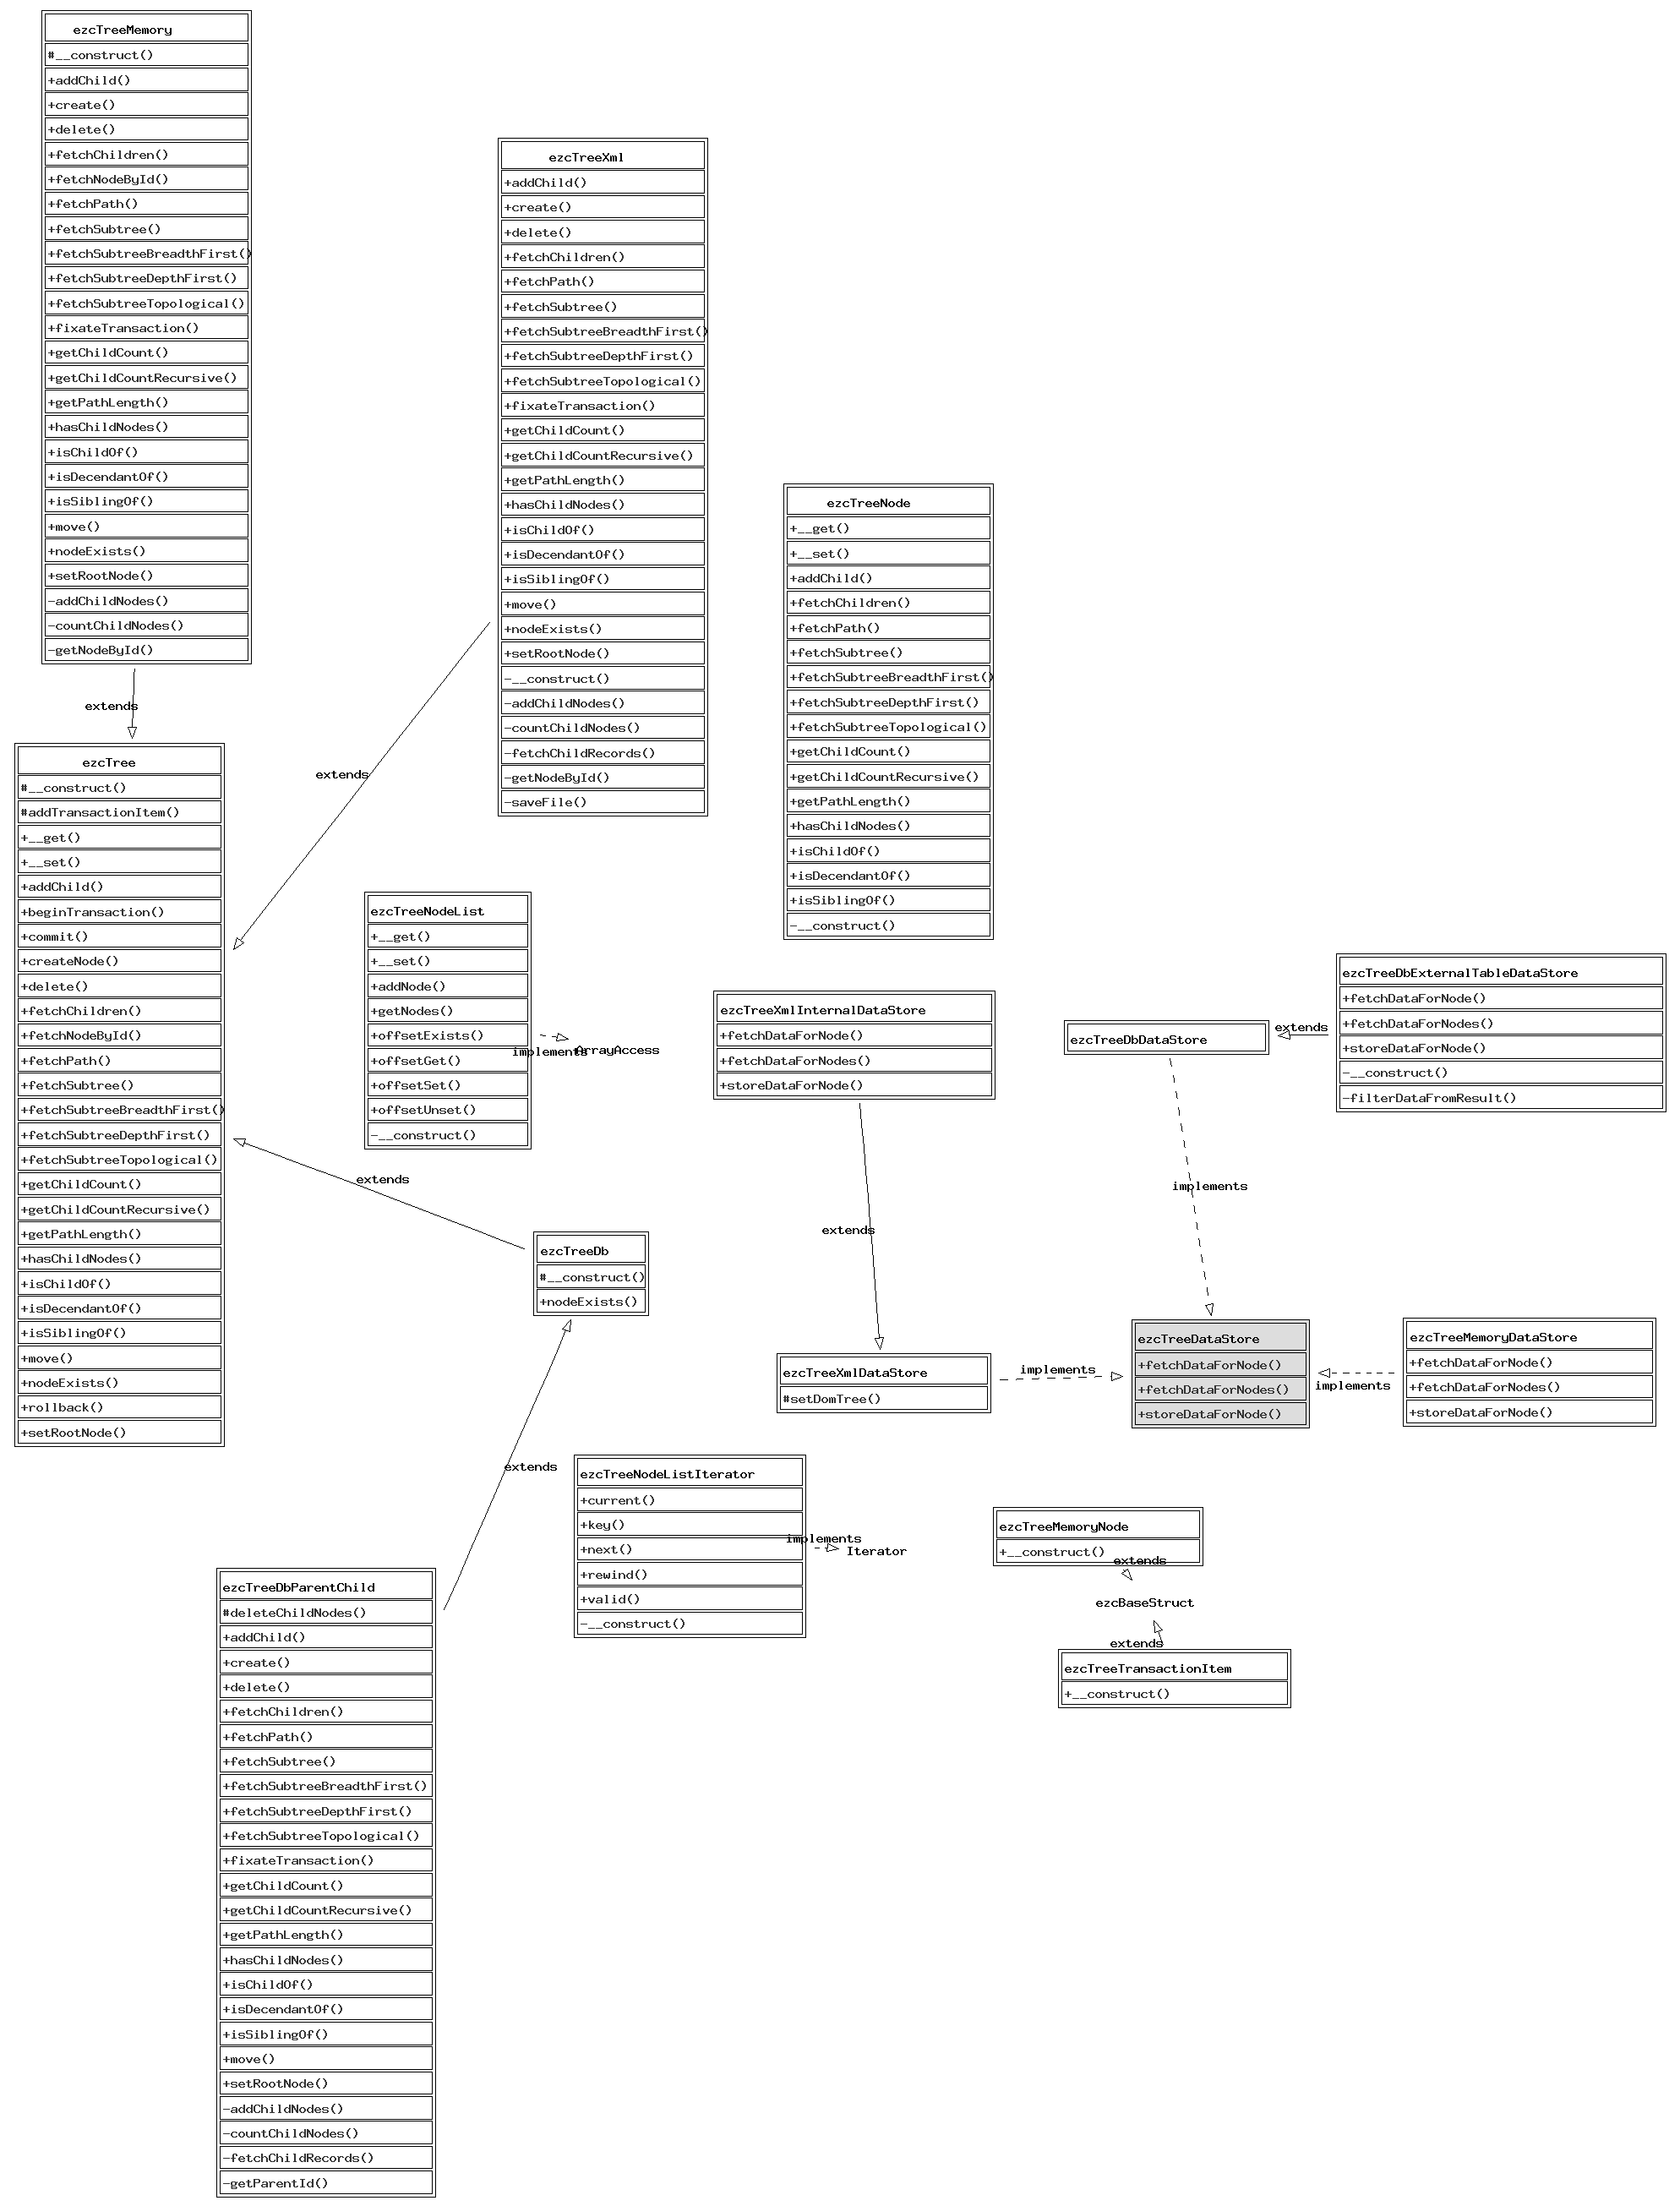 ezcTreeMemory
#__construct()
+addChild()
+create()
+delete()
+fetchChildren()
+fetchNodeById()
+fetchPath()
+fetchSubtree()
+fetchSubtreeBreadthFirst()
+fetchSubtreeDepthFirst()
+fetchSubtreeTopological()
+fixateTransaction()
+getChildCount()
+getChildCountRecursive()
+getPathLength()
+hasChildNodes()
+isChildOf()
+isDecendantOf()
+isSiblingOf()
+move()
+nodeExists()
+setRootNode()
-addChildNodes()
-countChildNodes()
-getNodeById()
extends
ezcTreeXml
+addChild()
+create()
+delete()
+fetchChildren()
+fetchPath()
+fetchSubtree()
+fetchSubtreeBreadthFirst()
+fetchSubtreeDepthFirst()
+fetchSubtreeTopological()
+fixateTransaction()
+getChildCount()
+getChildCountRecursive()
+getPathLength()
+hasChildNodes()
+isChildOf()
+isDecendantOf()
+isSiblingOf()
+move()
+nodeExists()
+setRootNode()
-__construct()
-addChildNodes()
-countChildNodes()
-fetchChildRecords()
-getNodeById()
-saveFile()
extends
ezcTreeNode
+__get()
+__set()
+addChild()
+fetchChildren()
+fetchPath()
+fetchSubtree()
+fetchSubtreeBreadthFirst()
+fetchSubtreeDepthFirst()
+fetchSubtreeTopological()
+getChildCount()
+getChildCountRecursive()
+getPathLength()
+hasChildNodes()
+isChildOf()
+isDecendantOf()
+isSiblingOf()
-__construct()
ezcTree
#__construct()
#addTransactionItem()
+__get()
+__set()
+addChild()
+beginTransaction()
+commit()
+createNode()
+delete()
+fetchChildren()
+fetchNodeById()
+fetchPath()
+fetchSubtree()
+fetchSubtreeBreadthFirst()
+fetchSubtreeDepthFirst()
+fetchSubtreeTopological()
+getChildCount()
+getChildCountRecursive()
+getPathLength()
+hasChildNodes()
+isChildOf()
+isDecendantOf()
+isSiblingOf()
+move()
+nodeExists()
+rollback()
+setRootNode()
ezcTreeNodeList
+__get()
+__set()
+addNode()
+getNodes()
+offsetExists()
+offsetGet()
+offsetSet()
+offsetUnset()
-__construct()
implements
ArrayAccess
ezcTreeXmlInternalDataStore
+fetchDataForNode()
+fetchDataForNodes()
+storeDataForNode()
extends
ezcTreeDbDataStore
extends
ezcTreeDbExternalTableDataStore
+fetchDataForNode()
+fetchDataForNodes()
+storeDataForNode()
-__construct()
-filterDataFromResult()
implements
extends
ezcTreeDb
#__construct()
+nodeExists()
ezcTreeXmlDataStore
#setDomTree()
implements
ezcTreeDataStore
+fetchDataForNode()
+fetchDataForNodes()
+storeDataForNode()
implements
ezcTreeMemoryDataStore
+fetchDataForNode()
+fetchDataForNodes()
+storeDataForNode()
extends
ezcTreeNodeListIterator
+current()
+key()
+next()
+rewind()
+valid()
-__construct()
implements
Iterator
ezcTreeMemoryNode
+__construct()
extends
ezcBaseStruct
extends
ezcTreeTransactionItem
+__construct()
ezcTreeDbParentChild
#deleteChildNodes()
+addChild()
+create()
+delete()
+fetchChildren()
+fetchPath()
+fetchSubtree()
+fetchSubtreeBreadthFirst()
+fetchSubtreeDepthFirst()
+fetchSubtreeTopological()
+fixateTransaction()
+getChildCount()
+getChildCountRecursive()
+getPathLength()
+hasChildNodes()
+isChildOf()
+isDecendantOf()
+isSiblingOf()
+move()
+setRootNode()
-addChildNodes()
-countChildNodes()
-fetchChildRecords()
-getParentId()